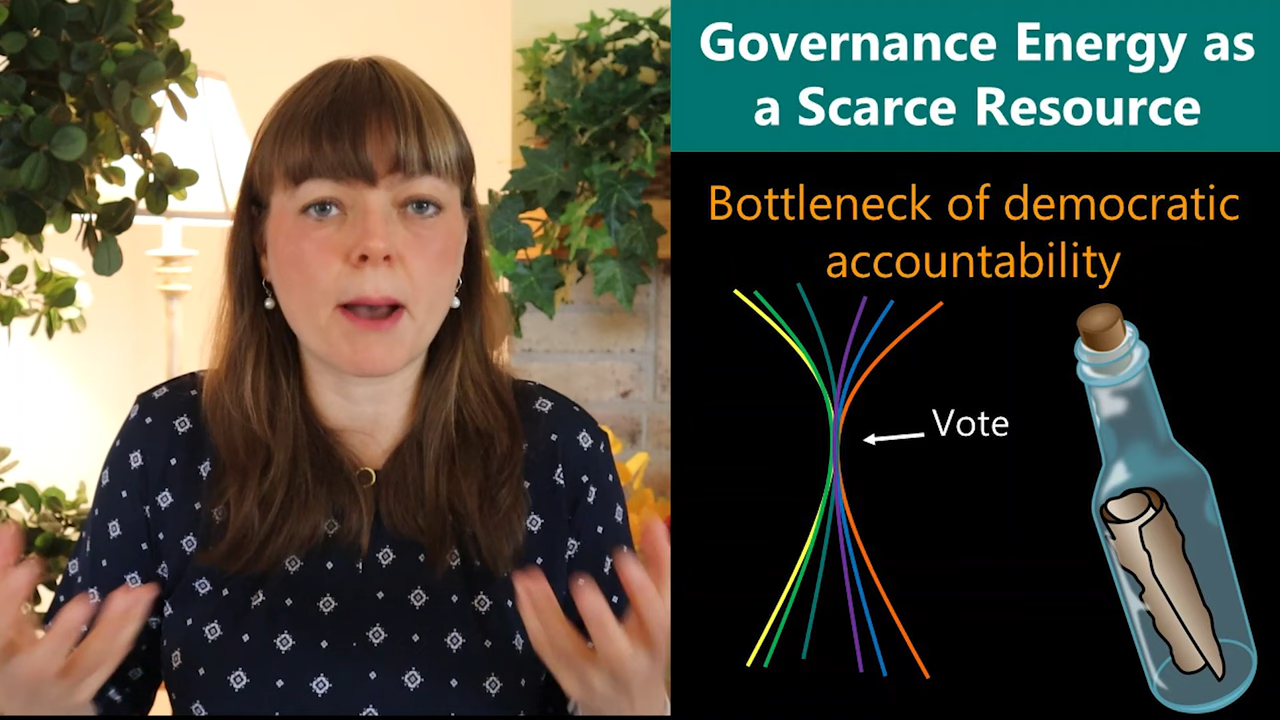 Governance Energy as
a Scarce Resource
Bottleneck of democratic
accountability
Vote